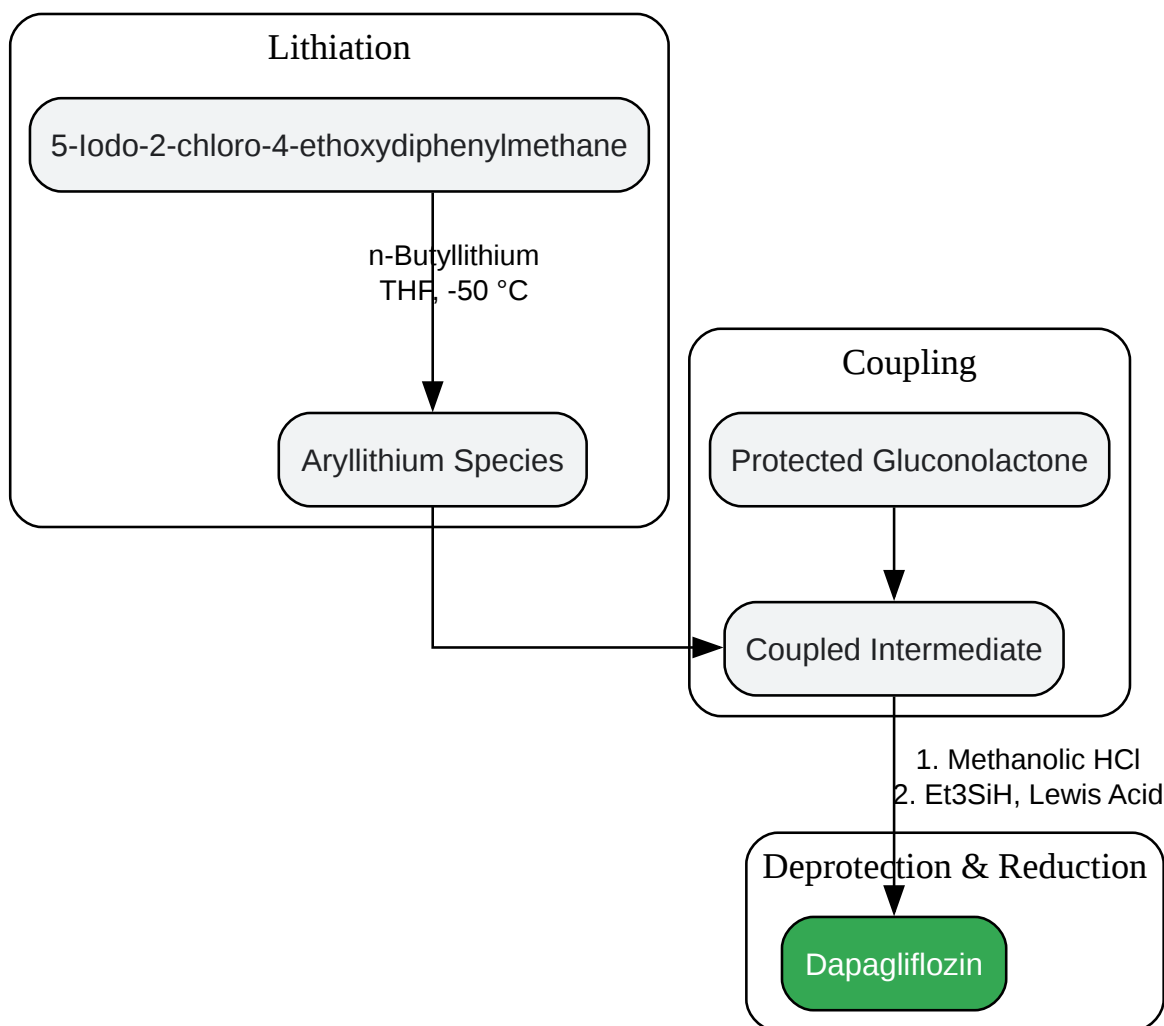 Lithiation
5-Iodo-2-chloro-4-ethoxydiphenylmethane
n-Butyllithium
THF, -50 °C
Aryllithium Species
Coupling
Protected Gluconolactone
Coupled Intermediate
1. Methanolic HCl
2. Et3SiH, Lewis Acid
Deprotection & Reduction
Dapagliflozin